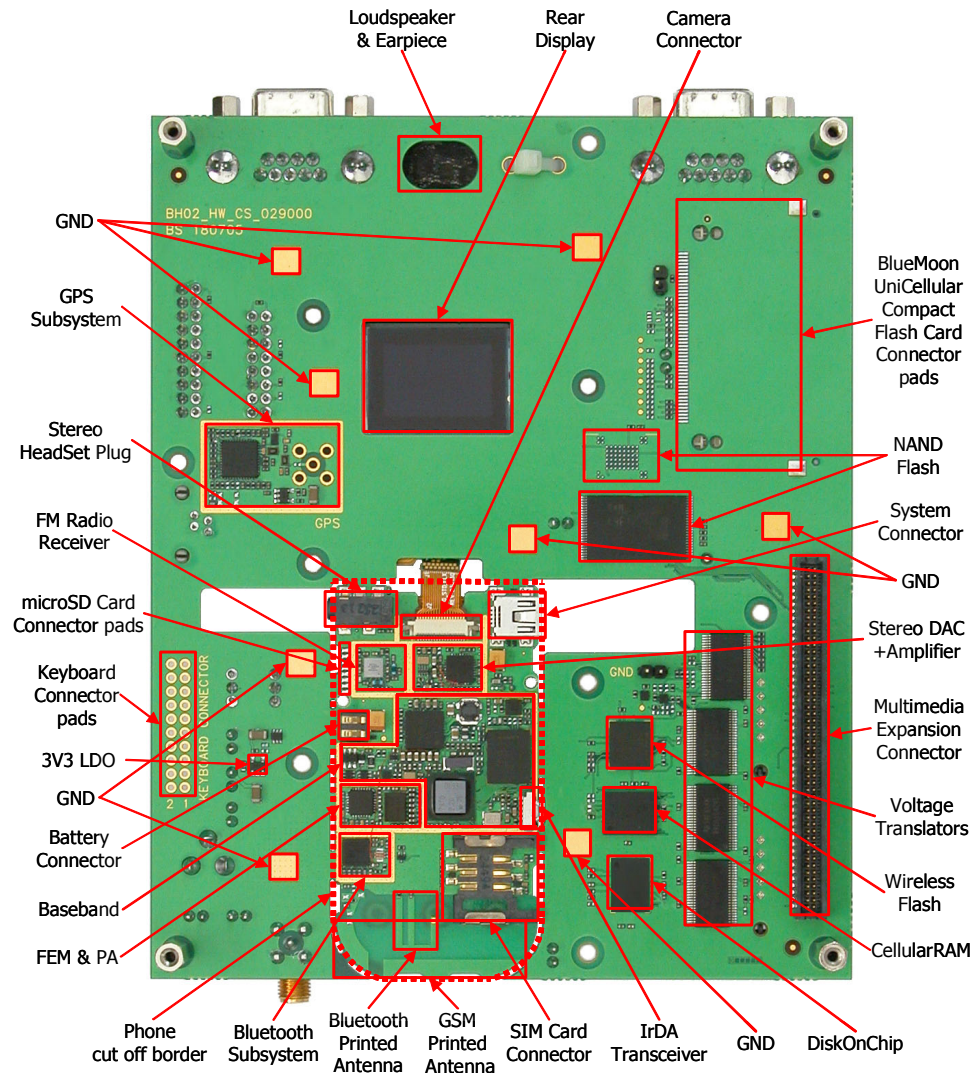 Loudspeaker
& Earpiece
Rear
Display
Camera
Connector
BH02_HW_CS_029000
BS 180705
GND
GPS
Subsystem
BlueMoon
UniCellular
Compact
Flash Card
Connector
pads
Stereo
HeadSet Plug
NAND
Flash
GPS
FM Radio
Receiver
System
Connector
GND
microSD Card
Connector pads
Stereo DAC
+Amplifier
Keyboard
Connector
pads
KEYBOARD CONNECTOR
2 1
GND
Multimedia
Expansion
Connector
3V3 LDO
GND
Voltage
Translators
Battery
Connector
Baseband
Wireless
Flash
FEM & PA
CellularRAM
Phone
cut off border
Bluetooth
Subsystem
Bluetooth
Printed
Antenna
GSM
Printed
Antenna
SIM Card
Connector
IrDA
Transceiver
GND
DiskOnChip